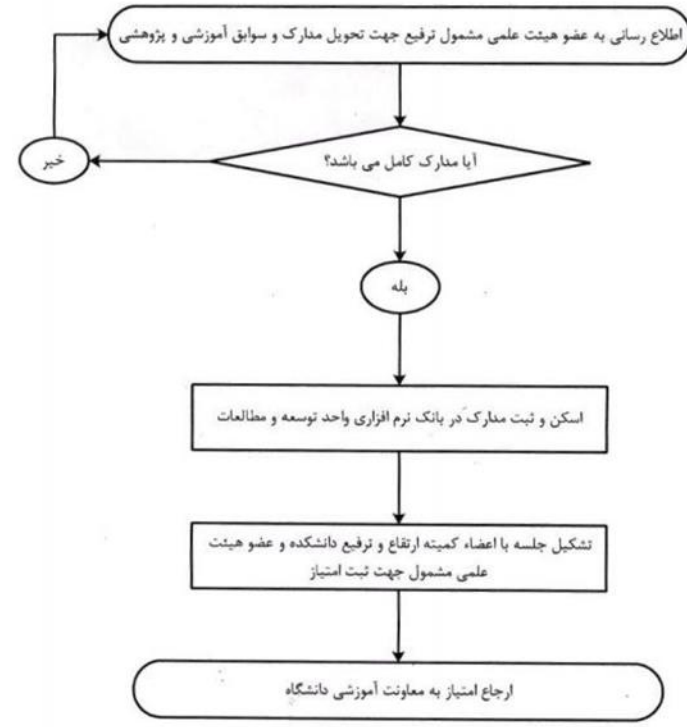 اطلاع رسانی به عضو هیئت علمی مشمول ترفیع جهت تحویل مدارک و سوابق آموزشی و پژوهشی
آیا مدارک کامل می باشد؟
خیر
بله
اسکن و ثبت مدارک در بانک نرم افزاری واحد توسعه و مطالعات
تشکیل جلسه با اعضاء کمیته ارتقاع و ترفیع دانشکده و عضو هیئت
علمی مشمول جهت ثبت امتیاز
ارجاع امتیاز به معاونت آموزشی دانشگاه